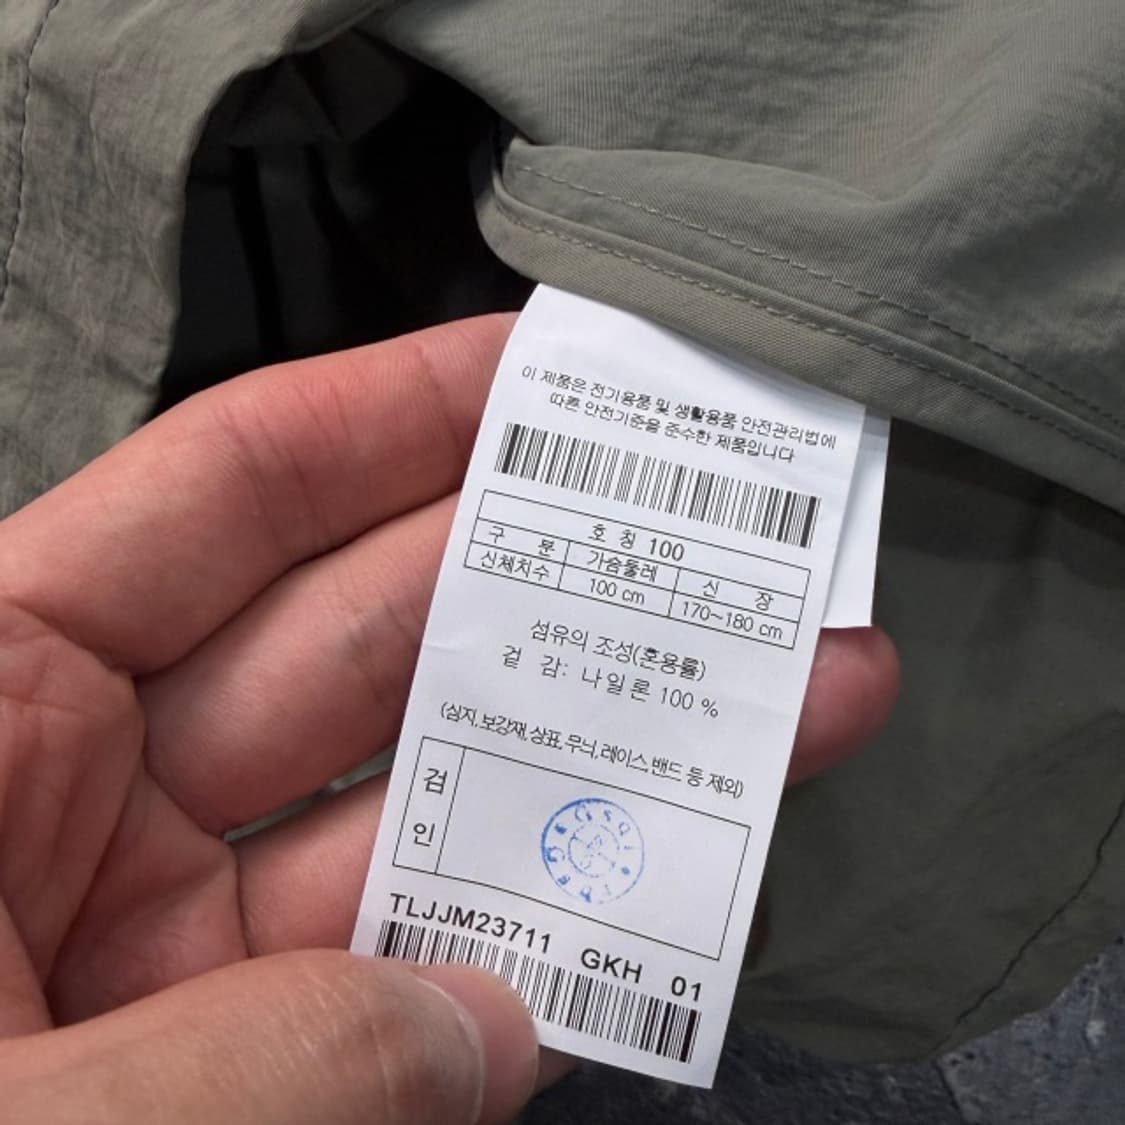 이 제품은 전기용품 및 생활용품 안전관리법에
따른 안전기준을 준수한 제품입니다
호 칭 100
구 분 가슴둘레 신 장
신체치수 100 cm 170~180 cm
섬유의 조성(혼용률)
겉 감: 나일론 100 %
(심지,보강재,상표,무늬,레이스,밴드 등 제외)
검
인
TLJJM23711 GKH 01